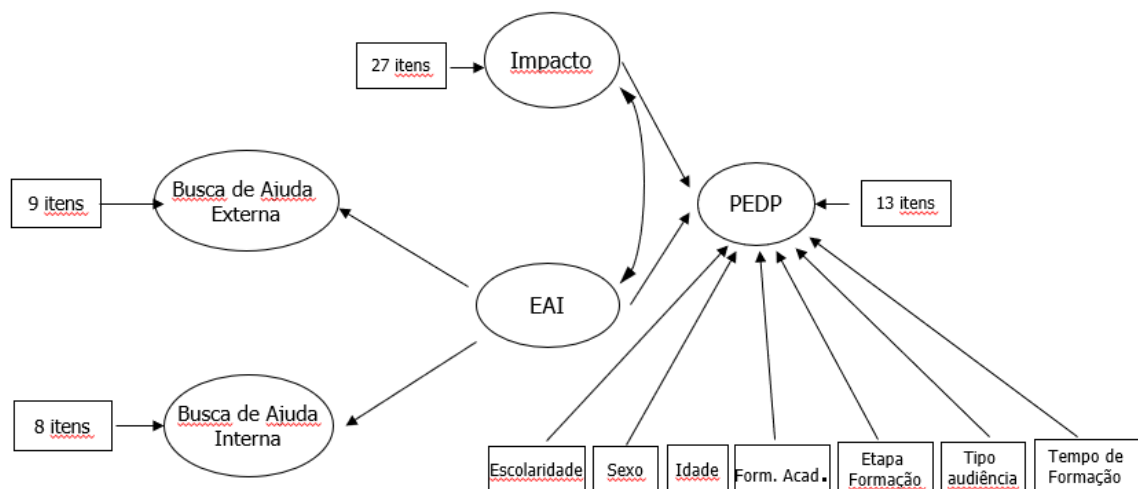 27 itens
Impacto
Busca de Ajuda
Externa
9 itens
PEDP
13 itens
EAI
8 itens
Busca de Ajuda
Interna
Escolaridade
Sexo
Idade
Form. Acad.
Etapa
Formação
Tipo
audiência
Tempo de
Formação